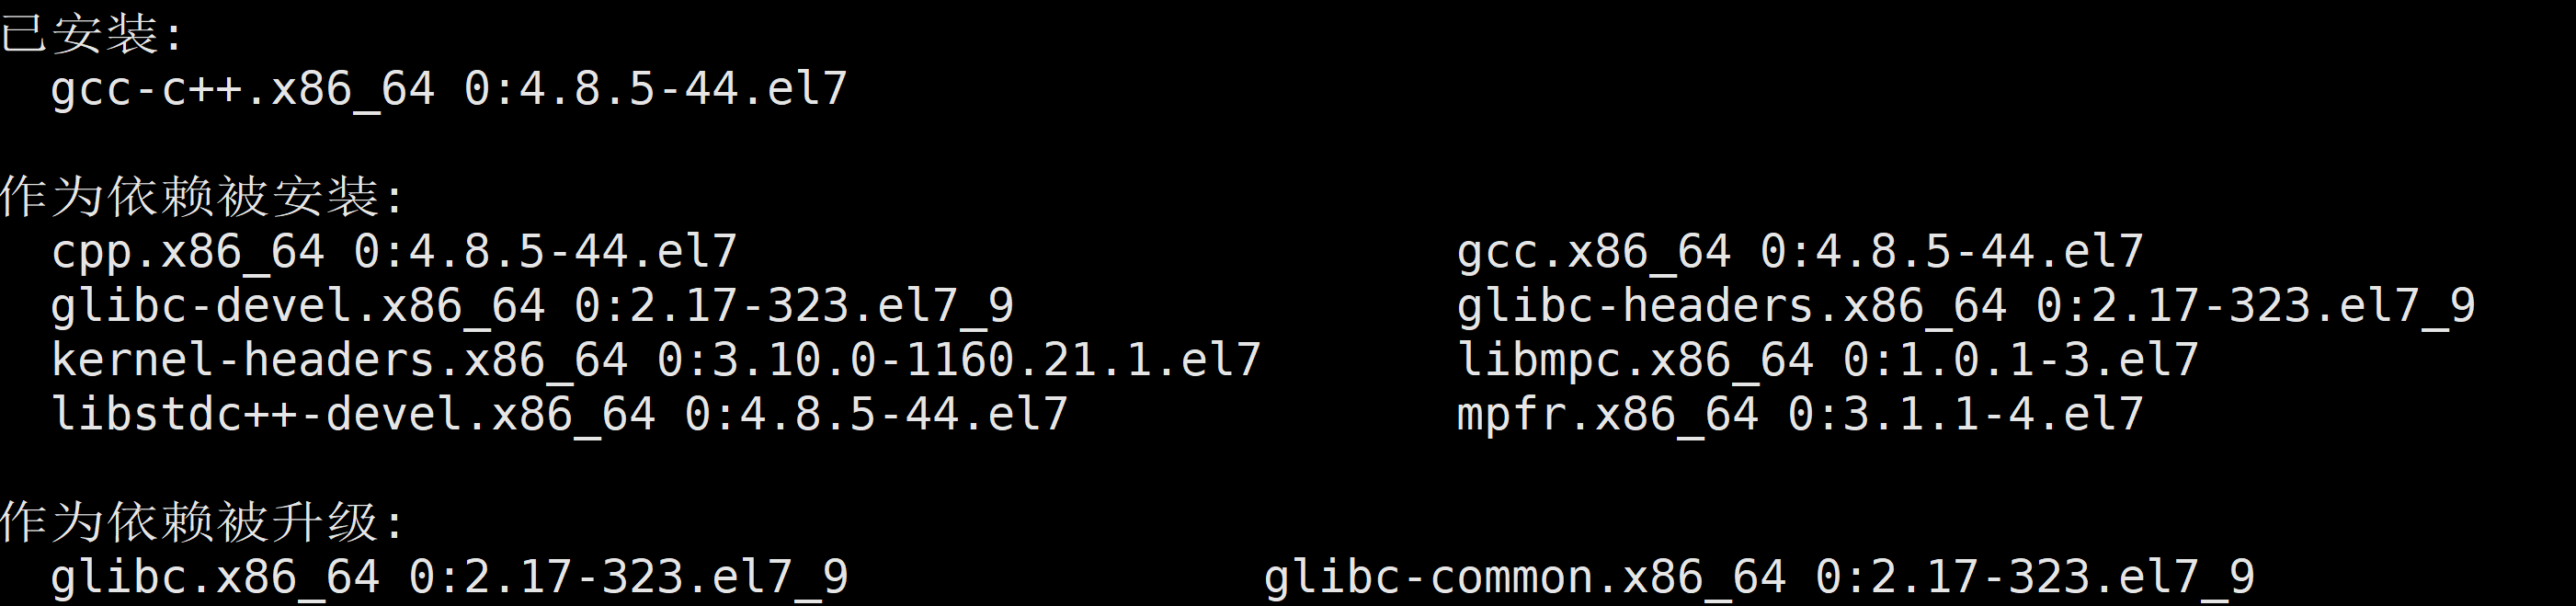 已安装:
gcc-c++.x86_64 0:4.8.5-44.el7
作为依赖被安装:
cpp.x86_64 0:4.8.5-44.el7 gcc.x86_64 0:4.8.5-44.el7
glibc-devel.x86_64 0:2.17-323.el7_9 glibc-headers.x86_64 0:2.17-323.el7_9
kernel-headers.x86_64 0:3.10.0-1160.21.1.el7 libmpc.x86_64 0:1.0.1-3.el7
libstdc++-devel.x86_64 0:4.8.5-44.el7 mpfr.x86_64 0:3.1.1-4.el7
作为依赖被升级:
glibc.x86_64 0:2.17-323.el7_9 glibc-common.x86_64 0:2.17-323.el7_9